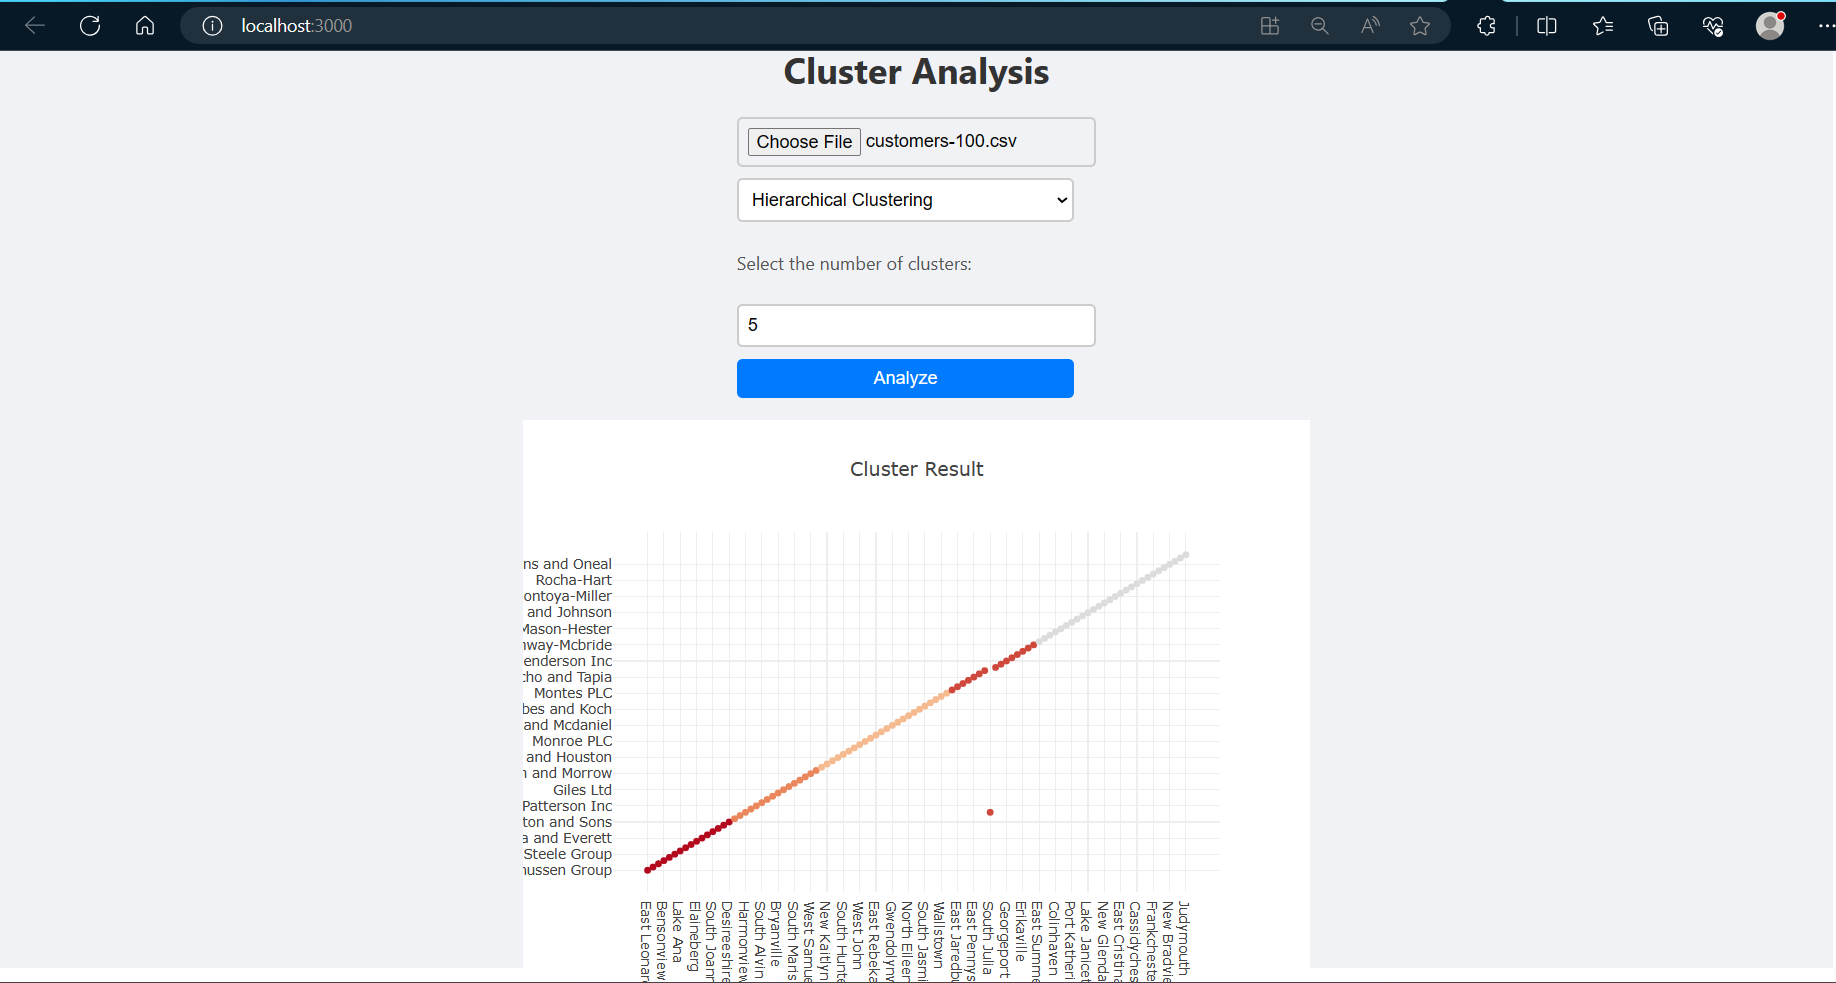 localhost:3000
Cluster Analysis
Choose File customers-100.csv
Hierarchical Clustering
Select the number of clusters:
5
Analyze
Cluster Result
ns and Oneal
Rocha-Hart
ontoya-Miller
and Johnson
Mason-Hester
way-Mcbride
enderson Inc
cho and Tapia
Montes PLC
bes and Koch
and Mcdaniel
Monroe PLC
and Houston
and Morrow
Giles Ltd
Patterson Inc
ton and Sons
a and Everett
Steele Group
ussen Group
East Leonar
Bensonview
Lake Ana
Elaineberg
South Joann
Desireeshire
Harmonview
South Alvin
Bryanville
South Maris
West Samue
New Kaitlyn
South Hunte
West John
East Rebeka
Gwendolyn
North Eileen
South Jasmi
Wallstown
East Jaredbu
East Pennys
South Julia
Georgeport
Erikaville
East Summe
Colinhaven
Port Katheri
Lake Janicet
New Glenda
East Cristina
Cassidyches
Frankcheste
New Bradvie
Judymouth